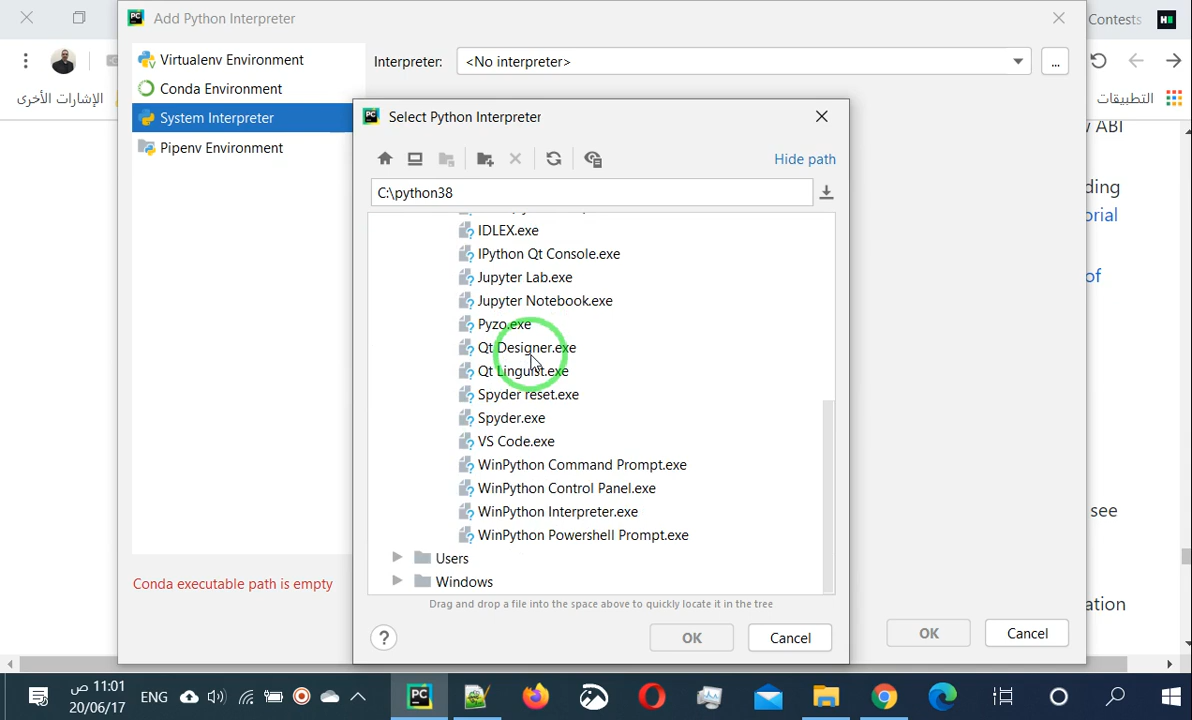 Add Python Interpreter
Contests
الإشارات الأخرى
التطبيقات
Virtualenv Environment
Conda Environment
System Interpreter
Pipenv Environment
Interpreter:
<No interpreter>
...
Select Python Interpreter
Hide path
C:\python38
IDLEX.exe
IPython Qt Console.exe
Jupyter Lab.exe
Jupyter Notebook.exe
Pyzo.exe
Qt Designer.exe
Qt Linguist.exe
Spyder reset.exe
Spyder.exe
VS Code.exe
WinPython Command Prompt.exe
WinPython Control Panel.exe
WinPython Interpreter.exe
WinPython Powershell Prompt.exe
Users
Windows
Drag and drop a file into the space above to quickly locate it in the tree
?
OK
Cancel
Conda executable path is empty
OK
Cancel
ABI
ding
orial
of
see
ation
11:01 ص
ENG
20/06/17